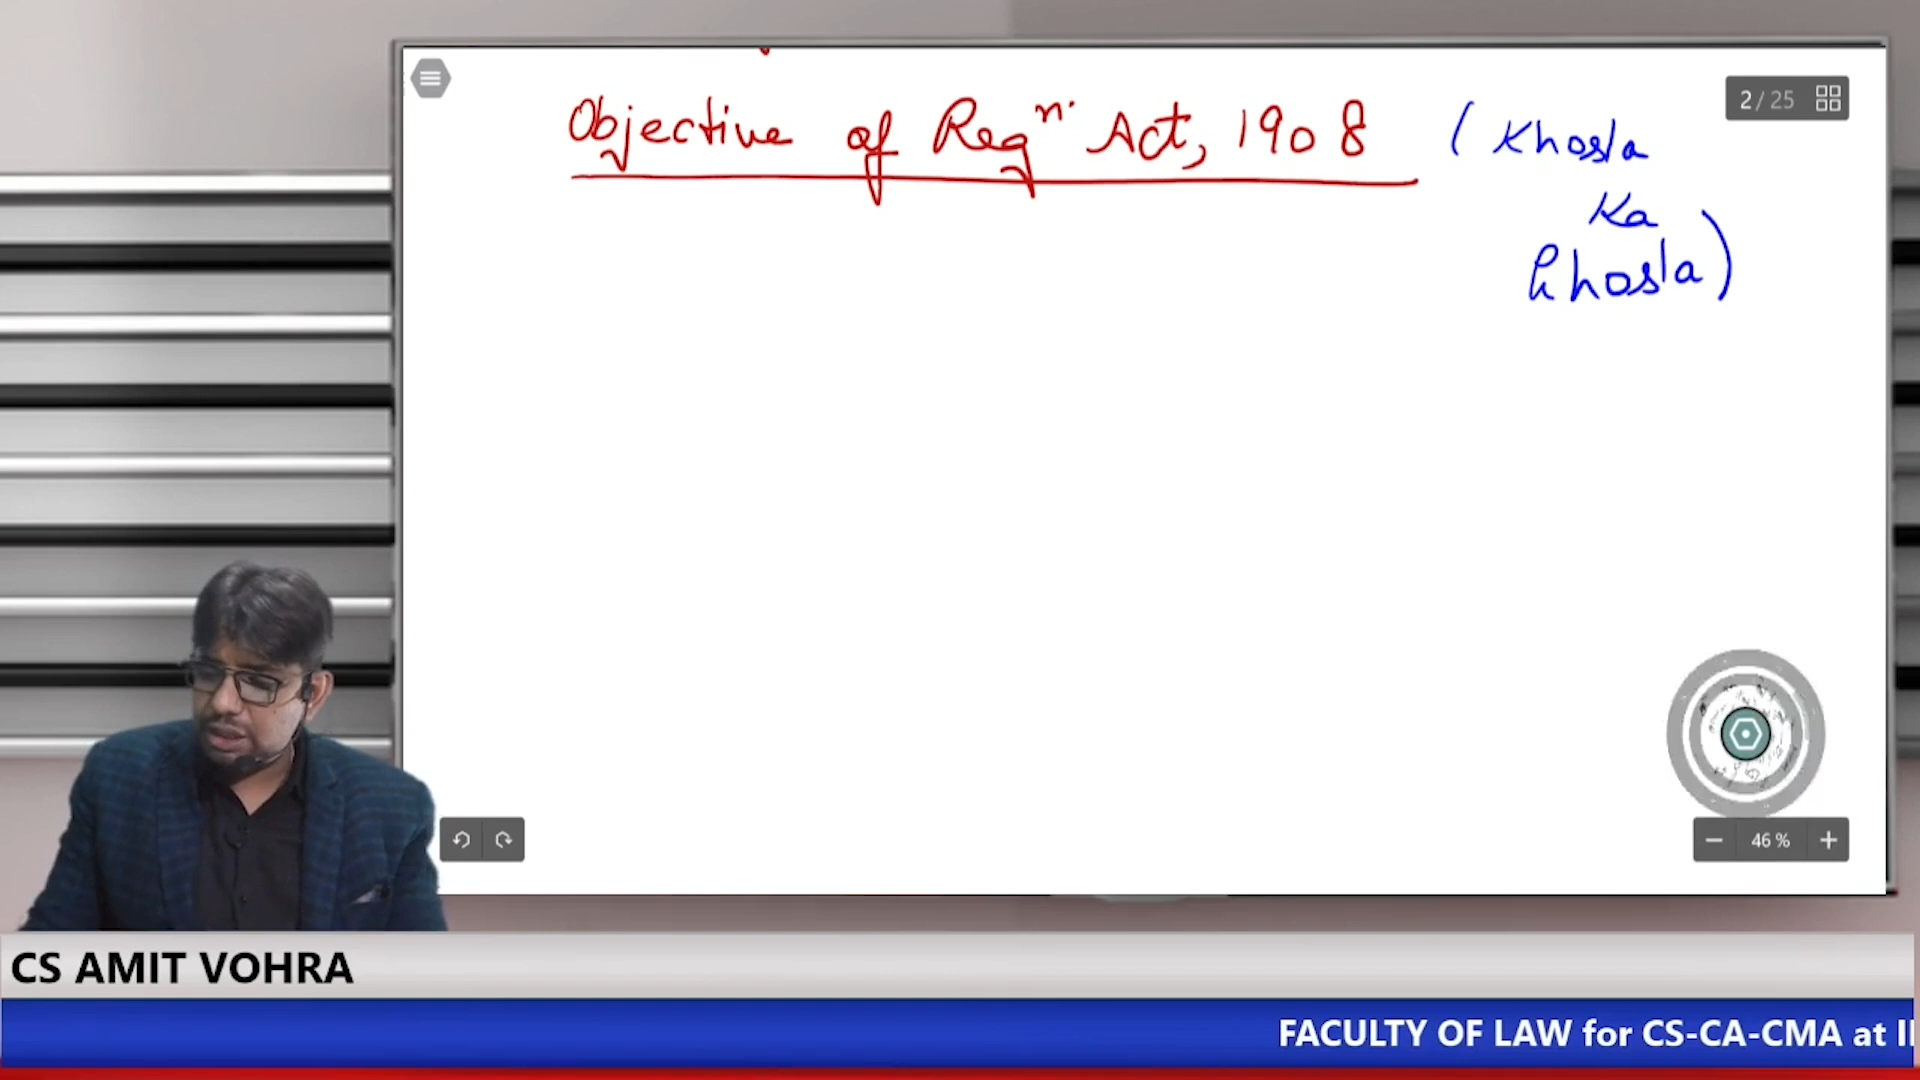 Objective of Regⁿ. Act, 1908 (Khosla
Ka
Ghosla)
2 / 25
46 %
CS AMIT VOHRA
FACULTY OF LAW for CS-CA-CMA at I